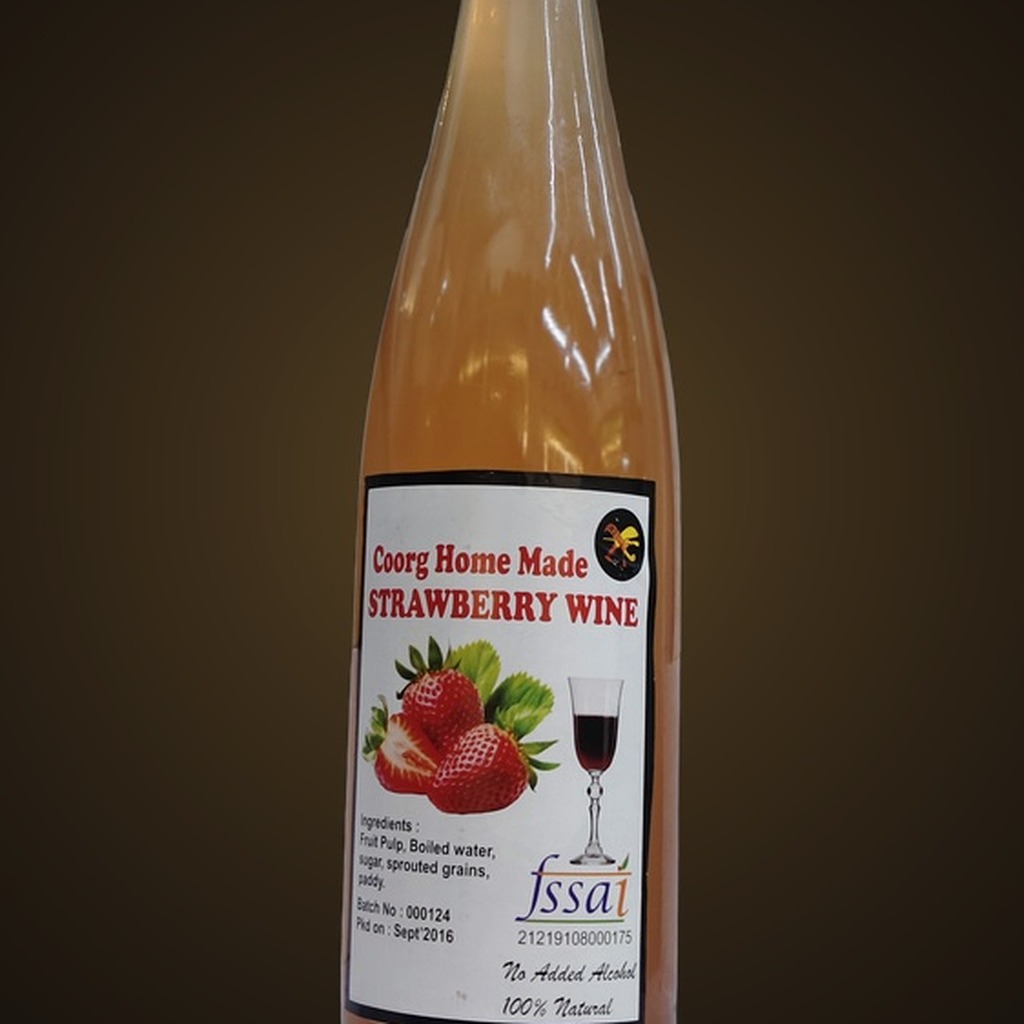 Coorg Home Made
STRAWBERRY WINE
Ingredients :
Fruit Pulp, Boiled water,
sugar, sprouted grains,
paddy.
Batch No : 000124
Pkd on : Sept'2016
fssai
21219108000175
No Added Alcohol
100% Natural